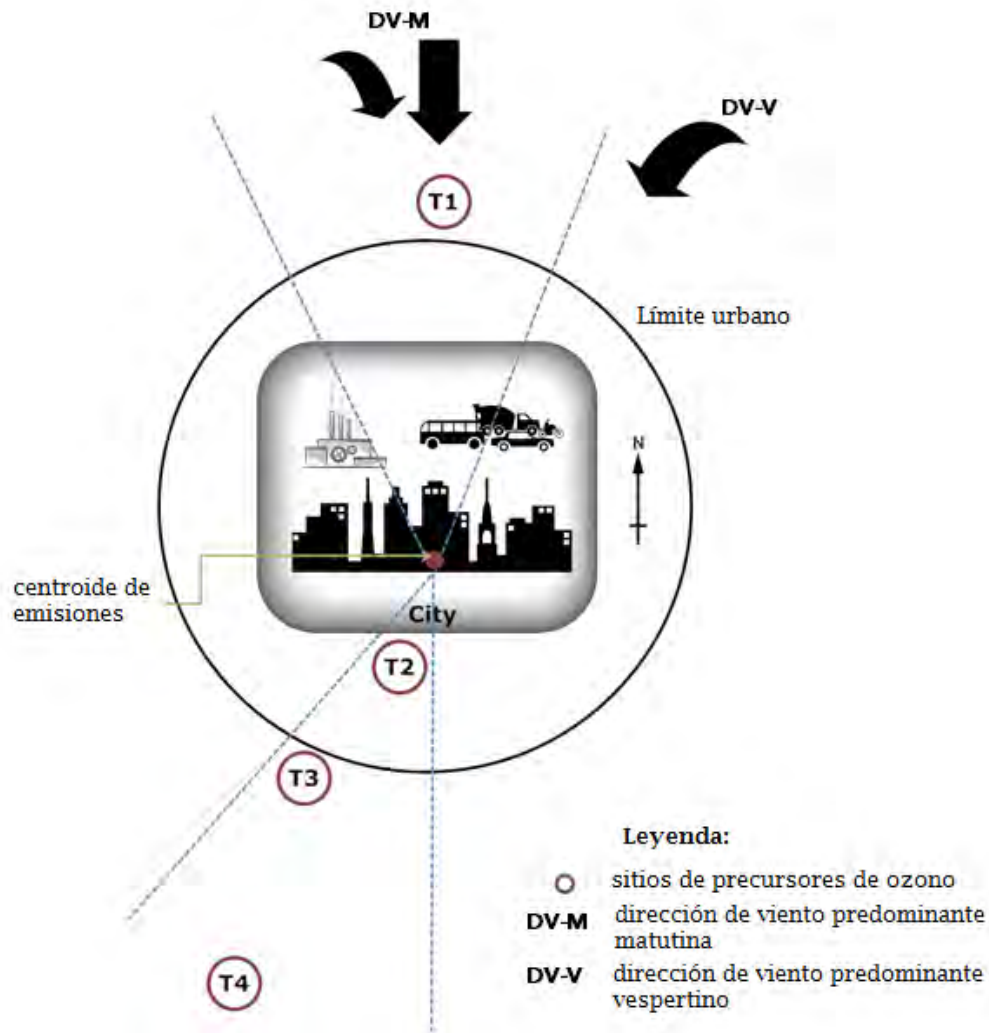 DV-M
DV-V
T1
Límite urbano
N
centroide de
emisiones
City
T2
T3
T4
Leyenda:
sitios de precursores de ozono
DV-M dirección de viento predominante
matutina
DV-V dirección de viento predominante
vespertino